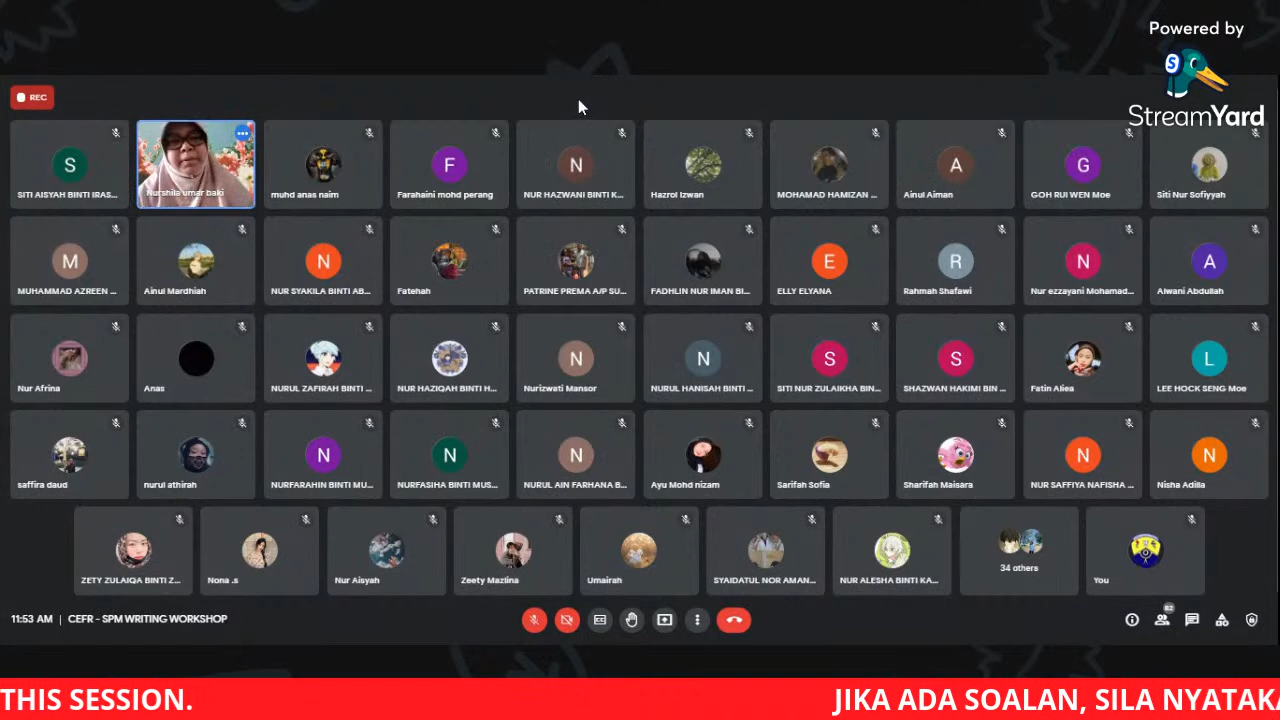 Powered by
S
StreamYard
REC
S
SITI AISYAH BINTI IRAS...
Nurshila umar baki
muhd anas naim
F
Farahaini mohd perang
N
NUR HAZWANI BINTI K...
Hazrol Izwan
MOHAMAD HAMIZAN ...
A
Ainul Aiman
G
GOH RUI WEN Moe
Siti Nur Sofiyyah
M
MUHAMMAD AZREEN ...
Ainul Mardhiah
N
NUR SYAKILA BINTI AB...
Fatehah
PATRINE PREMA A/P SU...
FADHLIN NUR IMAN BI...
E
ELLY ELYANA
R
Rahmah Shafawi
N
Nur ezzayani Mohamad...
A
Alwani Abdullah
Nur Afrina
Anas
NURUL ZAFIRAH BINTI ...
NUR HAZIQAH BINTI H...
N
Nurizwati Mansor
N
NURUL HANISAH BINTI ...
S
SITI NUR ZULAIKHA BIN...
S
SHAZWAN HAKIMI BIN ...
Fatin Aliea
L
LEE HOCK SENG Moe
saffira daud
nurul athirah
N
NURFARAHIN BINTI MU...
N
NURFASIHA BINTI MUS...
N
NURUL AIN FARHANA B...
Ayu Mohd nizam
Sarifah Sofia
Sharifah Maisara
N
NUR SAFFIYA NAFISHA ...
N
Nisha Adilla
ZETY ZULAIQA BINTI Z...
Nona .s
Nur Aisyah
Zeety Mazlina
Umairah
SYAIDATUL NOR AMAN...
NUR ALESHA BINTI KA...
34 others
You
11:53 AM | CEFR - SPM WRITING WORKSHOP
82
THIS SESSION.
JIKA ADA SOALAN, SILA NYATAKA